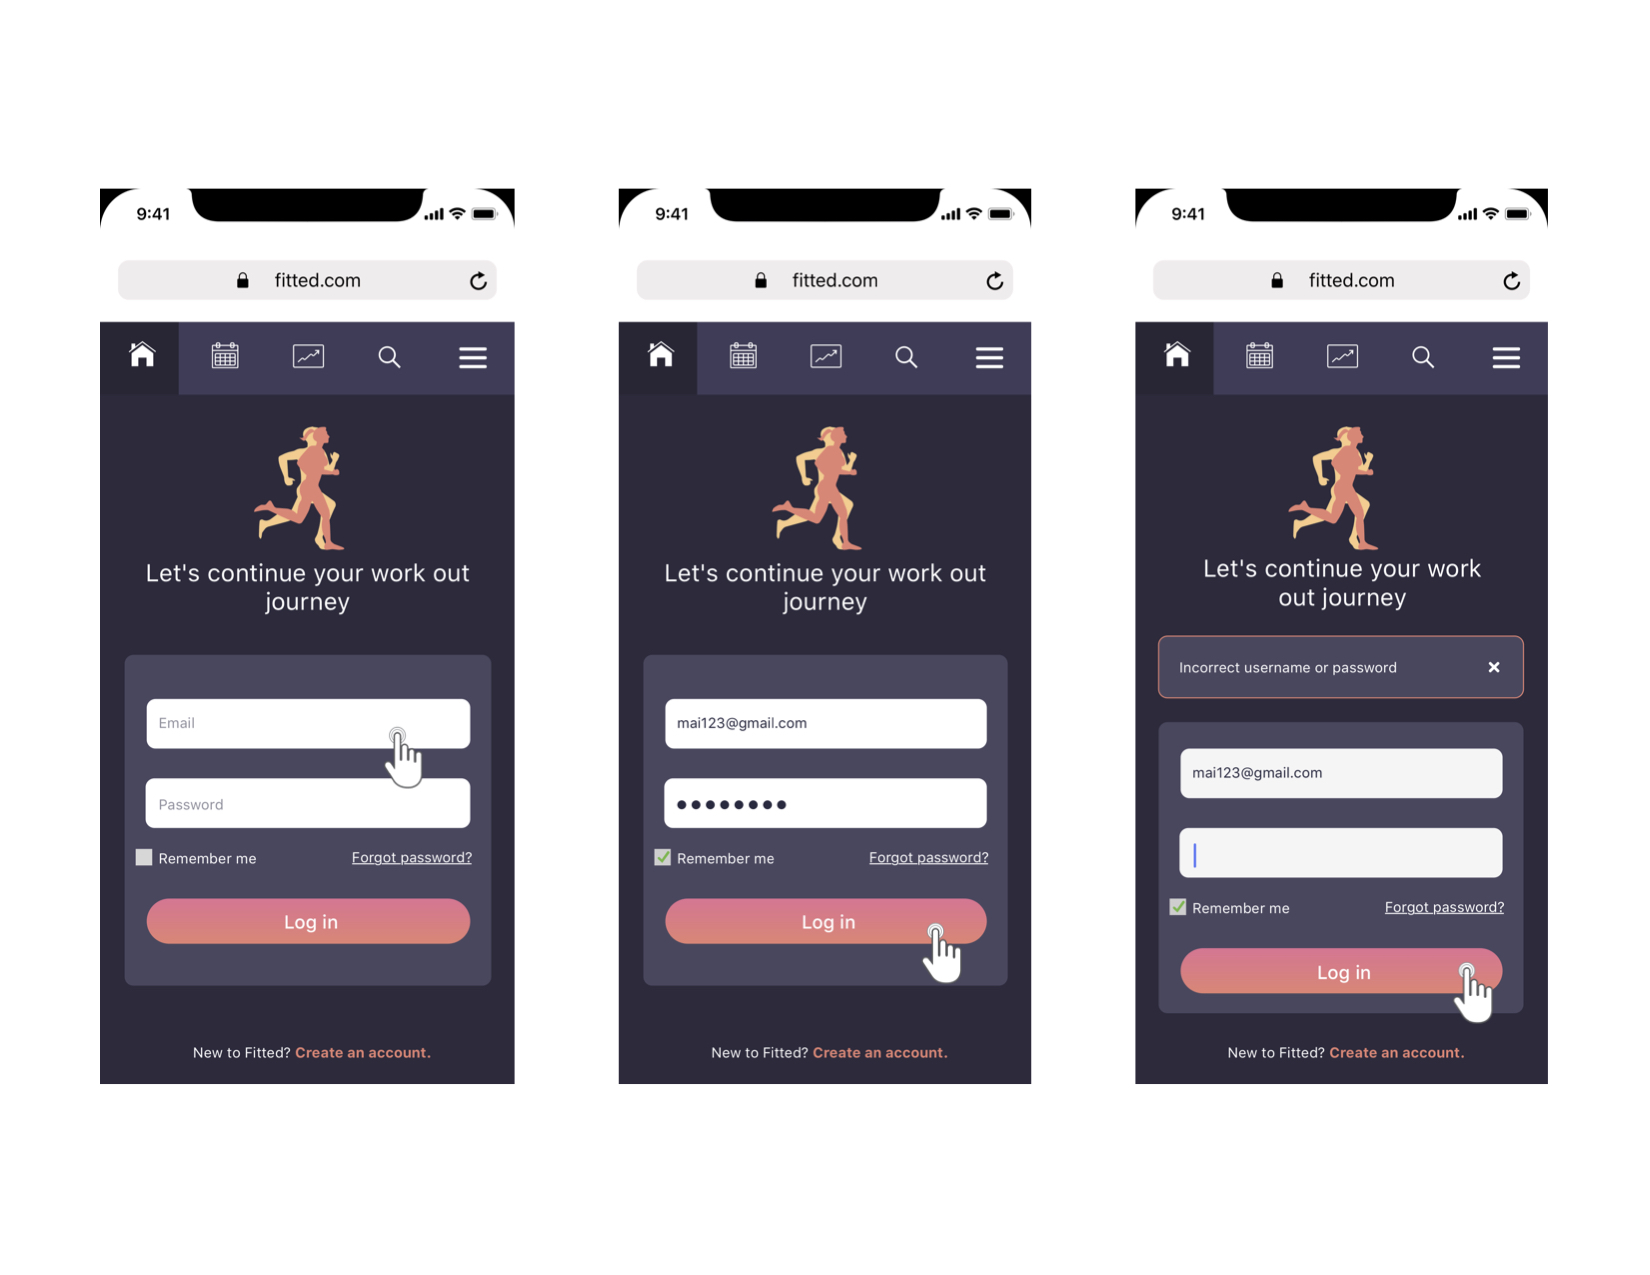 9:41
fitted.com
Let's continue your work out
journey
Email
Password
Remember me
Forgot password?
Log in
New to Fitted? Create an account.
9:41
fitted.com
Let's continue your work out
journey
mai123@gmail.com
Remember me
Forgot password?
Log in
New to Fitted? Create an account.
9:41
fitted.com
Let's continue your work
out journey
Incorrect username or password
mai123@gmail.com
Remember me
Forgot password?
Log in
New to Fitted? Create an account.